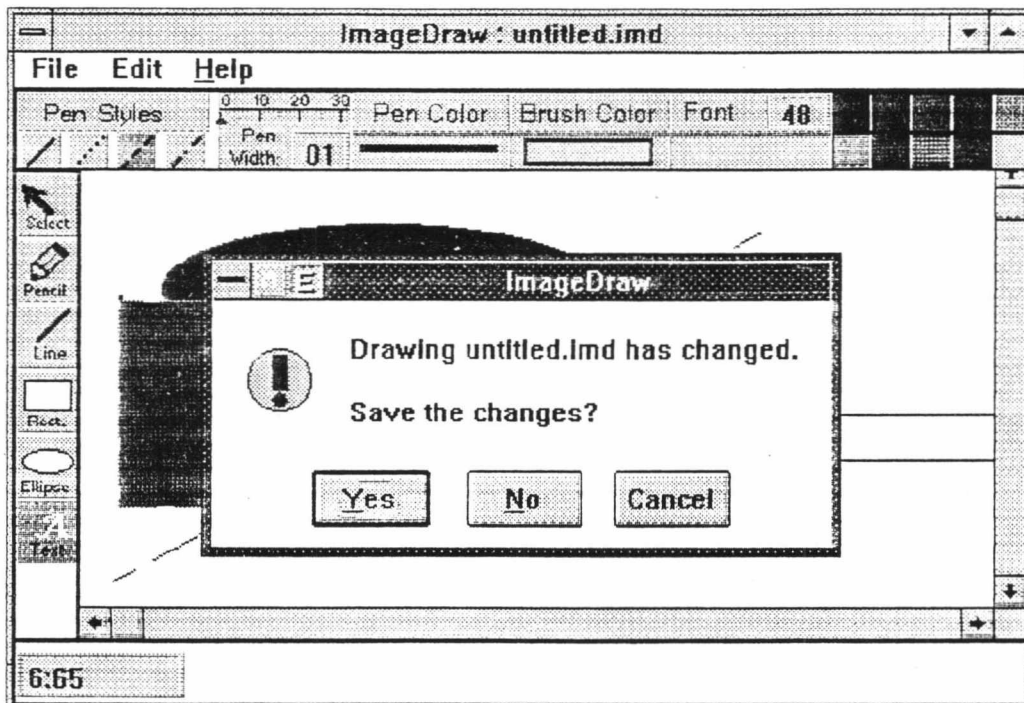 ImageDraw : untitled.imd
File Edit Help
Pen Styles 0 10 20 30 Pen Color Brush Color Font 48
Pen Width: 01
Select
Pencil
Line
Rect.
Ellipse
Text
ImageDraw
Drawing untitled.imd has changed.
Save the changes?
Yes No Cancel
6:65